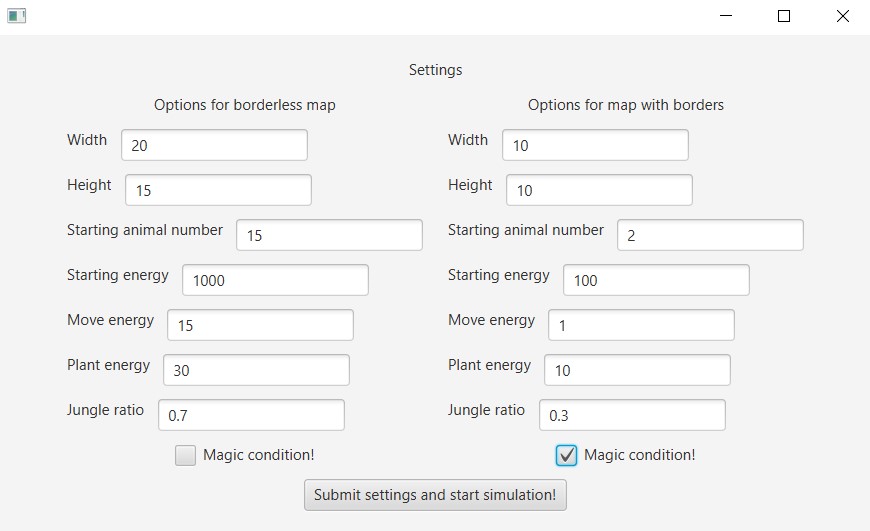 Settings
Options for borderless map
Width 20
Height 15
Starting animal number 15
Starting energy 1000
Move energy 15
Plant energy 30
Jungle ratio 0.7
Magic condition!
Options for map with borders
Width 10
Height 10
Starting animal number 2
Starting energy 100
Move energy 1
Plant energy 10
Jungle ratio 0.3
Magic condition!
Submit settings and start simulation!